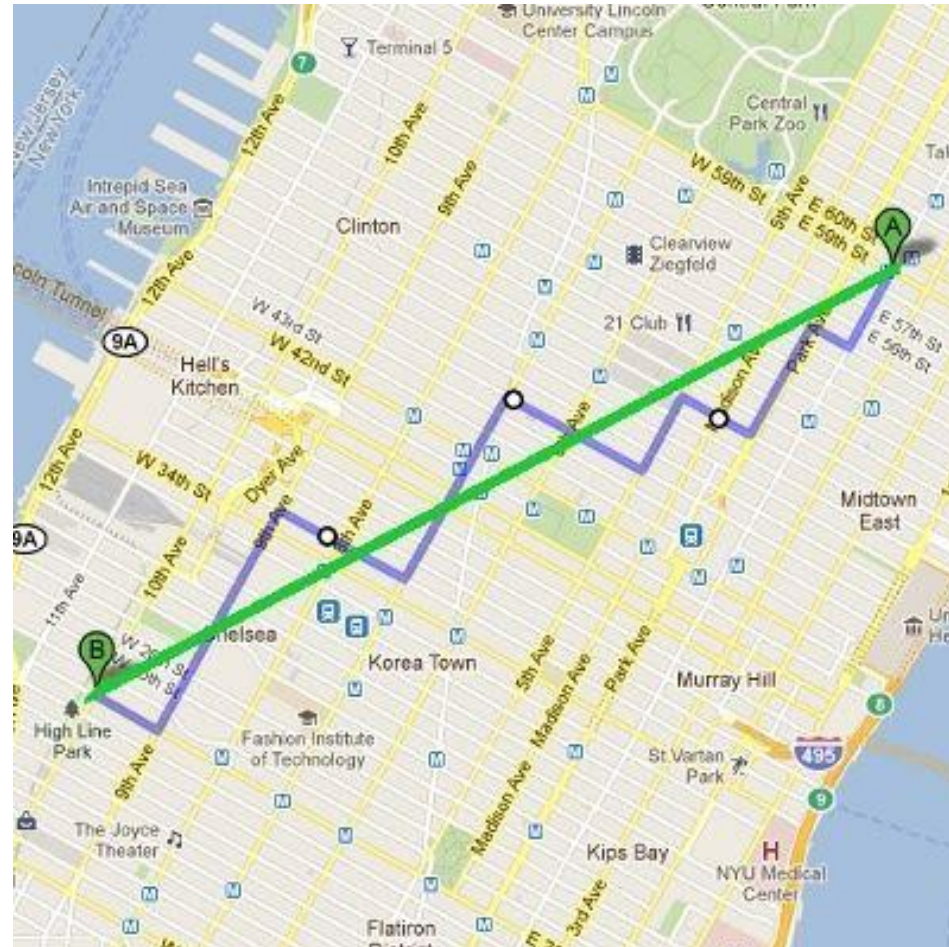 University Lincoln
Center Campus
Terminal 5
7
New Jersey
New York
12th Ave
10th Ave
9th Ave
Central
Park Zoo
W 59th St
5th Ave
E 60th St
E 59th St
A
M
Intrepid Sea
Air and Space
Museum
Clinton
Clearview
Ziegfeld
12th Ave
W 43rd St
W 42nd St
21 Club
Park Ave
E 57th St
E 56th St
9A
Hell's
Kitchen
12th Ave
W 34th St
Dyer Ave
Midtown
East
9A
10th Ave
11th Ave
B
Korea Town
5th Ave
Madison Ave
Park Ave
Murray Hill
High Line
Park
9th Ave
Fashion Institute
of Technology
St Vartan
Park
495
8
9
The Joyce
Theater
Madison Ave
Kips Bay
H
NYU Medical
Center
3rd Ave
Flatiron